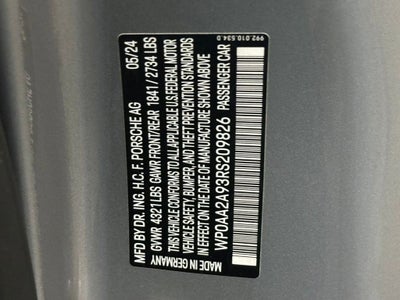 992.010.534.0
MFD BY DR. ING. H.C. F. PORSCHE AG 05/24
GVWR 4321 LBS GAWR FRONT/REAR 1841 / 2734 LBS
THIS VEHICLE CONFORMS TO ALL APPLICABLE U.S.FEDERAL MOTOR
VEHICLE SAFETY, BUMPER, AND THEFT PREVENTION STANDARDS
IN EFFECT ON THE DATE OF MANUFACTURE SHOWN ABOVE.
WP0AA2A93RS209826 PASSENGER CAR
MADE IN GERMANY